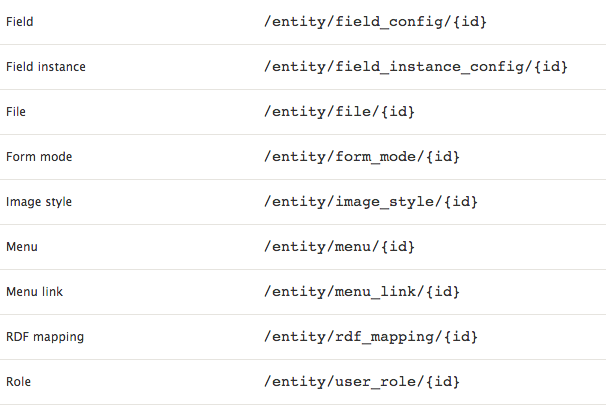 Field /entity/field_config/{id}
Field instance /entity/field_instance_config/{id}
File /entity/file/{id}
Form mode /entity/form_mode/{id}
Image style /entity/image_style/{id}
Menu /entity/menu/{id}
Menu link /entity/menu_link/{id}
RDF mapping /entity/rdf_mapping/{id}
Role /entity/user_role/{id}